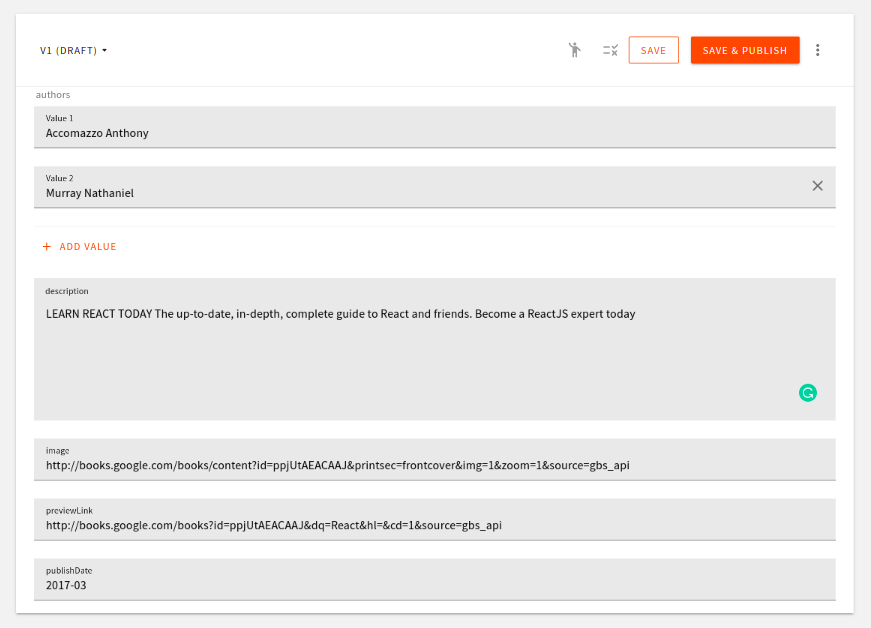 V1 (DRAFT)
SAVE
SAVE & PUBLISH
authors
Value 1
Accomazzo Anthony
Value 2
Murray Nathaniel
+ ADD VALUE
description
LEARN REACT TODAY The up-to-date, in-depth, complete guide to React and friends. Become a ReactJS expert today
image
http://books.google.com/books/content?id=ppjUtAEACAAJ&printsec=frontcover&img=1&zoom=1&source=gbs_api
previewLink
http://books.google.com/books?id=ppjUtAEACAAJ&dq=React&hl=&cd=1&source=gbs_api
publishDate
2017-03